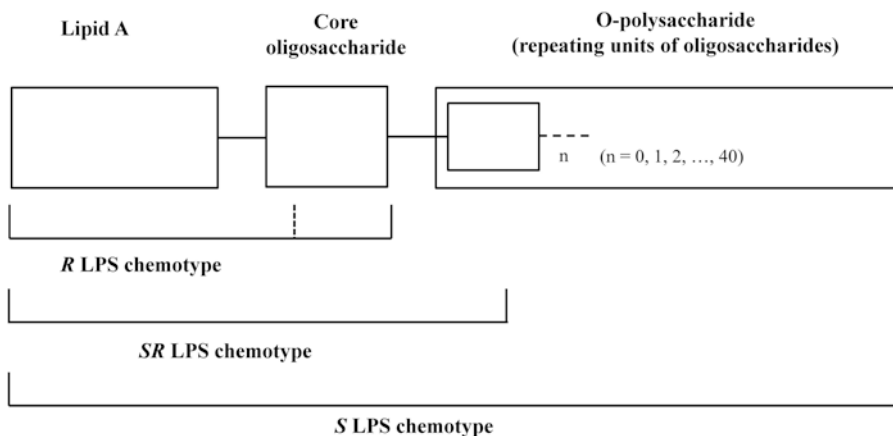 Lipid A
Core
oligosaccharide
O-polysaccharide
(repeating units of oligosaccharides)
n (n = 0, 1, 2, …, 40)
R LPS chemotype
SR LPS chemotype
S LPS chemotype